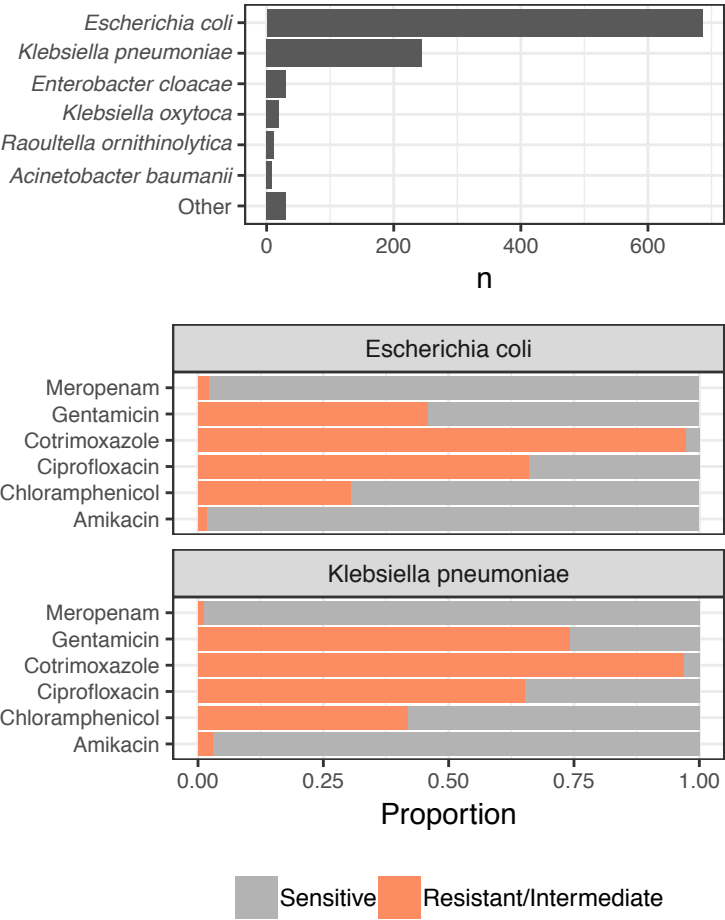 Escherichia coli
Klebsiella pneumoniae
Enterobacter cloacae
Klebsiella oxytoca
Raoultella ornithinolytica
Acinetobacter baumanii
Other
0 200 400 600
n
Escherichia coli
Meropenam
Gentamicin
Cotrimoxazole
Ciprofloxacin
Chloramphenicol
Amikacin
Klebsiella pneumoniae
Meropenam
Gentamicin
Cotrimoxazole
Ciprofloxacin
Chloramphenicol
Amikacin
0.00 0.25 0.50 0.75 1.00
Proportion
Sensitive Resistant/Intermediate